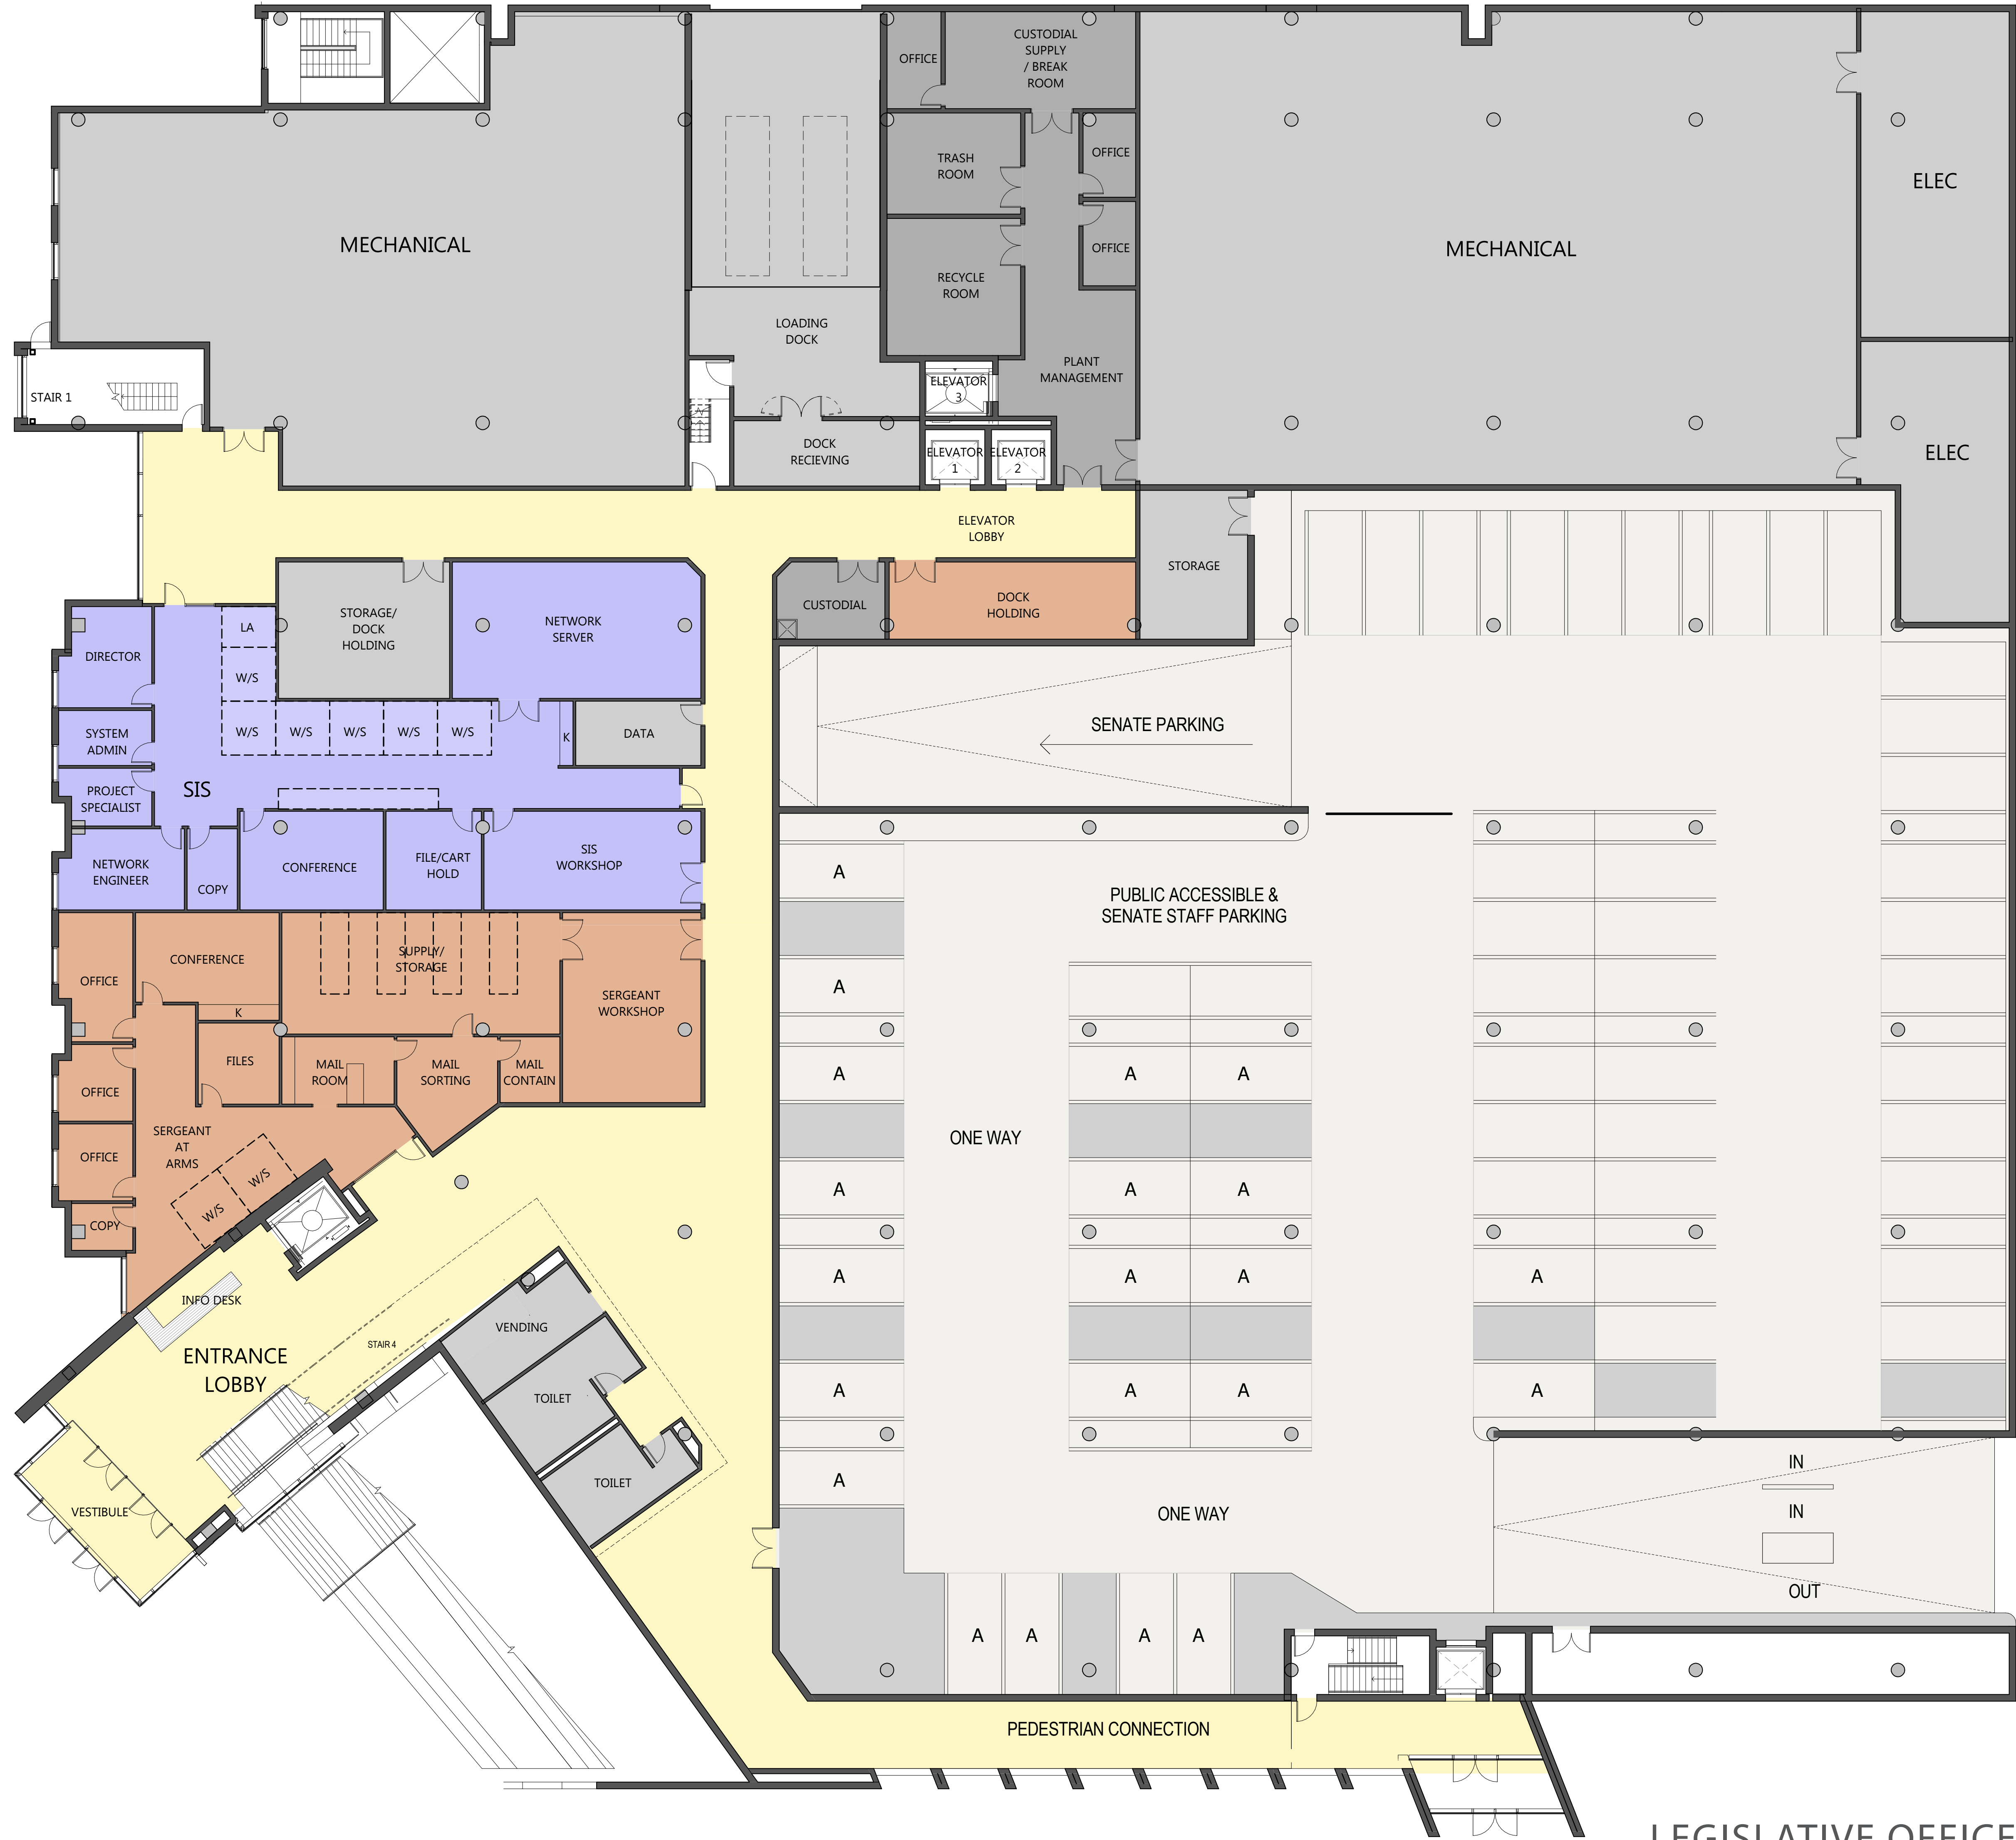 CUSTODIAL
SUPPLY
/ BREAK
ROOM
OFFICE
TRASH
ROOM
OFFICE
ELEC
MECHANICAL
MECHANICAL
OFFICE
RECYCLE
ROOM
LOADING
DOCK
PLANT
MANAGEMENT
ELEVATOR
3
STAIR 1
DOCK
RECIEVING
ELEVATOR
1
ELEVATOR
2
ELEC
ELEVATOR
LOBBY
STORAGE
STORAGE/
DOCK
HOLDING
NETWORK
SERVER
CUSTODIAL
DOCK
HOLDING
LA
DIRECTOR
W/S
W/S
W/S
W/S
W/S
W/S
K
DATA
SYSTEM
ADMIN
SENATE PARKING
SIS
PROJECT
SPECIALIST
NETWORK
ENGINEER
COPY
CONFERENCE
FILE/CART
HOLD
SIS
WORKSHOP
A
PUBLIC ACCESSIBLE &
SENATE STAFF PARKING
CONFERENCE
SUPPLY/
STORAGE
OFFICE
SERGEANT
WORKSHOP
A
K
FILES
MAIL
ROOM
MAIL
SORTING
MAIL
CONTAIN
OFFICE
A
A
A
SERGEANT
AT
ARMS
OFFICE
ONE WAY
W/S
W/S
A
A
A
COPY
INFO DESK
A
A
A
A
VENDING
STAIR 4
ENTRANCE
LOBBY
TOILET
A
A
A
A
TOILET
A
IN
VESTIBULE
ONE WAY
IN
OUT
A
A
A
A
PEDESTRIAN CONNECTION
LEGISLATIVE OFFICE